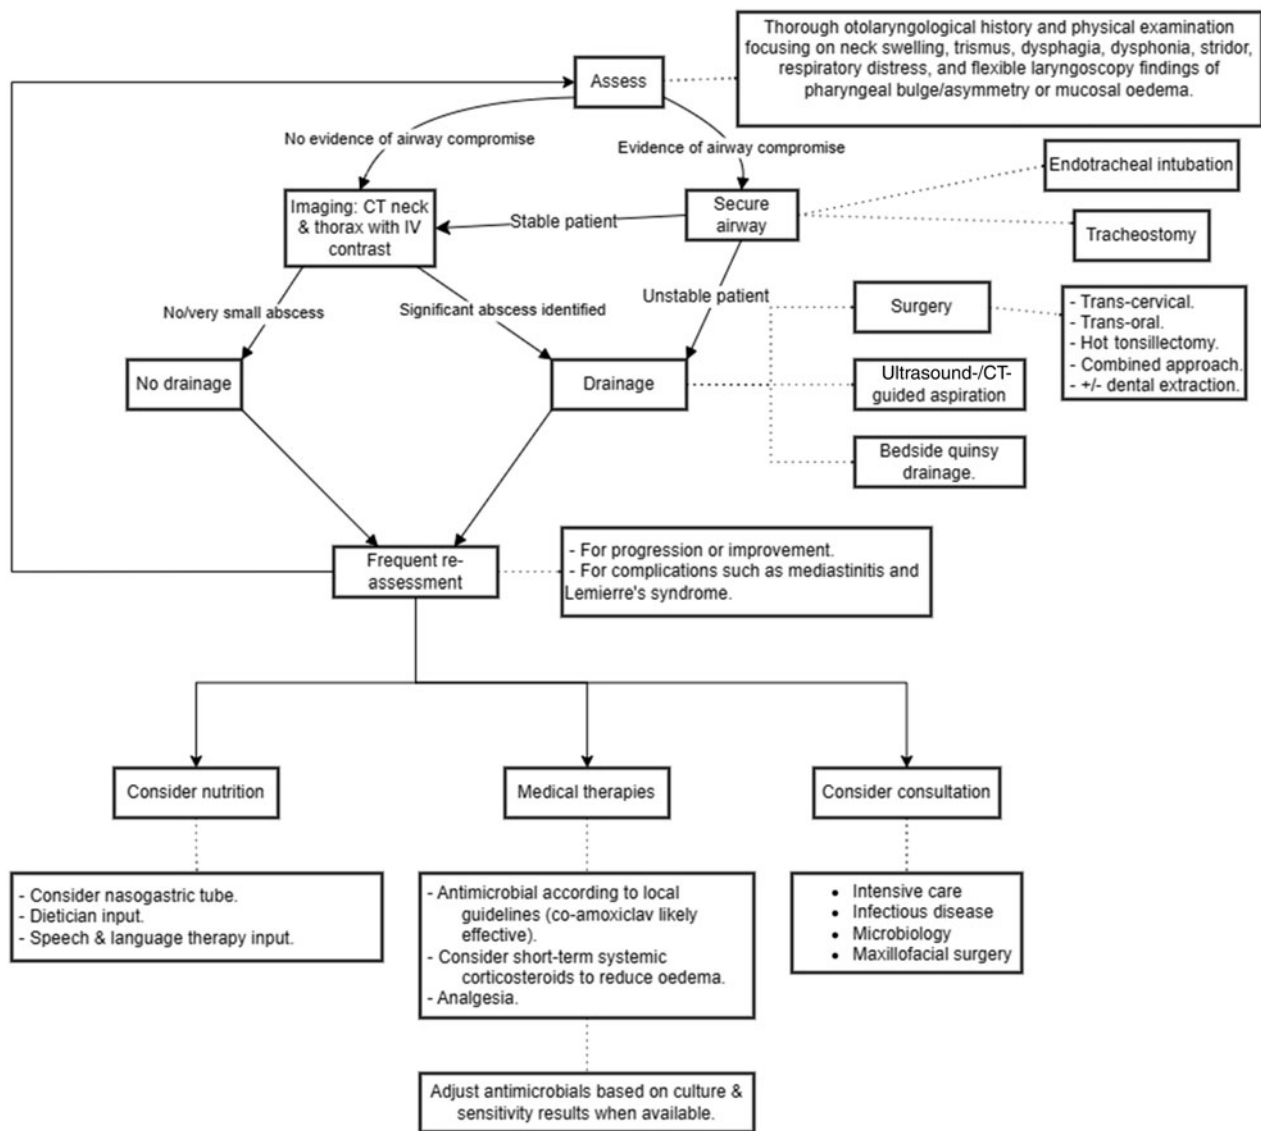 Thorough otolaryngological history and physical examination
focusing on neck swelling, trismus, dysphagia, dysphonia, stridor,
respiratory distress, and flexible laryngoscopy findings of
pharyngeal bulge/asymmetry or mucosal oedema.
Assess
No evidence of airway compromise
Evidence of airway compromise
Endotracheal intubation
Imaging: CT neck
& thorax with IV
contrast
Stable patient
Secure
airway
Tracheostomy
No/very small abscess
Significant abscess identified
Unstable patient
Surgery
- Trans-cervical.
- Trans-oral.
- Hot tonsillectomy.
- Combined approach.
- +/- dental extraction.
No drainage
Drainage
Ultrasound-/CT-
guided aspiration
Bedside quinsy
drainage.
Frequent re-
assessment
- For progression or improvement.
- For complications such as mediastinitis and
Lemierre's syndrome.
Consider nutrition
Medical therapies
Consider consultation
- Consider nasogastric tube.
- Dietician input.
- Speech & language therapy input.
- Antimicrobial according to local
guidelines (co-amoxiclav likely
effective).
- Consider short-term systemic
corticosteroids to reduce oedema.
- Analgesia.
• Intensive care
• Infectious disease
• Microbiology
• Maxillofacial surgery
Adjust antimicrobials based on culture &
sensitivity results when available.